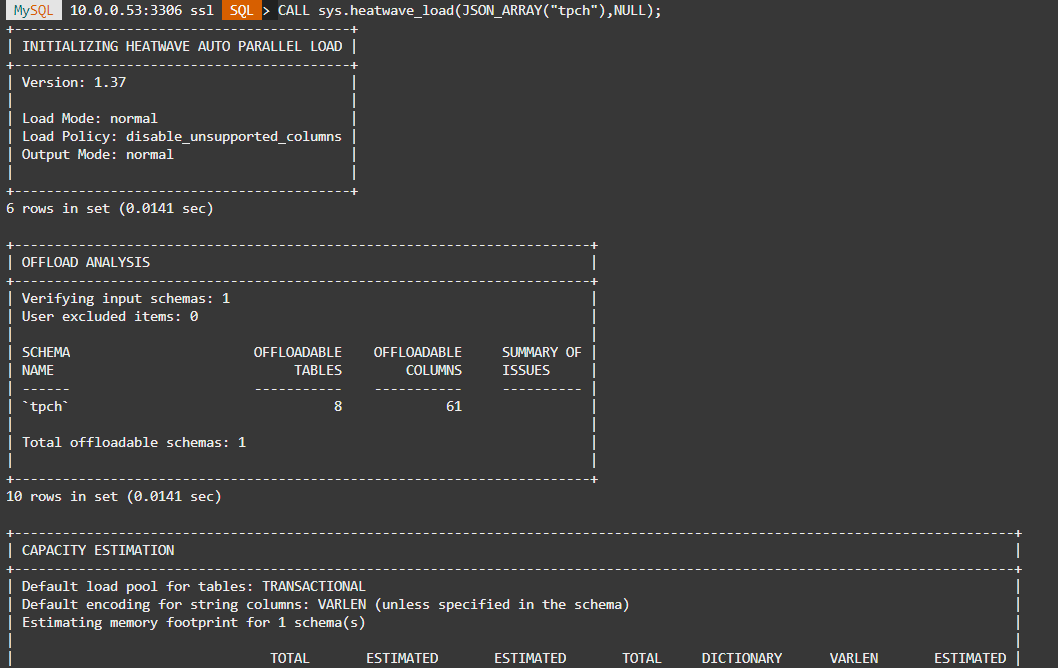 MySQL 10.0.0.53:3306 ssl SQL > CALL sys.heatwave_load(JSON_ARRAY("tpch"),NULL);
+------------------------------------------+
| INITIALIZING HEATWAVE AUTO PARALLEL LOAD |
+------------------------------------------+
| Version: 1.37                            |
|                                          |
| Load Mode: normal                        |
| Load Policy: disable_unsupported_columns |
| Output Mode: normal                      |
|                                          |
+------------------------------------------+
6 rows in set (0.0141 sec)

+------------------------------------------------------------------------+
| OFFLOAD ANALYSIS                                                       |
+------------------------------------------------------------------------+
| Verifying input schemas: 1                                             |
| User excluded items: 0                                                 |
|                                                                        |
| SCHEMA                       OFFLOADABLE    OFFLOADABLE     SUMMARY OF |
| NAME                              TABLES        COLUMNS     ISSUES     |
| ------                       -----------    -----------     ---------- |
| `tpch`                                 8             61                |
|                                                                        |
| Total offloadable schemas: 1                                           |
|                                                                        |
+------------------------------------------------------------------------+
10 rows in set (0.0141 sec)

+-----------------------------------------------------------------------------------------------------------------------------+
| CAPACITY ESTIMATION                                                                                                         |
+-----------------------------------------------------------------------------------------------------------------------------+
| Default load pool for tables: TRANSACTIONAL                                                                                 |
| Default encoding for string columns: VARLEN (unless specified in the schema)                                                |
| Estimating memory footprint for 1 schema(s)                                                                                 |
|                                                                                                                             |
|                                TOTAL       ESTIMATED       ESTIMATED       TOTAL     DICTIONARY      VARLEN       ESTIMATED |